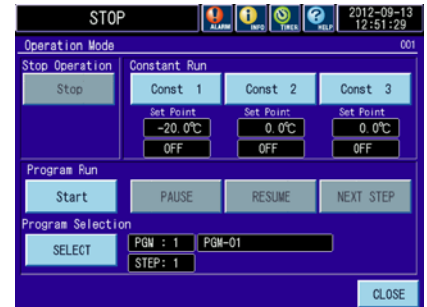 STOP
ALARM
INFO
TIMER
HELP
2012-09-13
12:51:29
Operation Mode 001
Stop Operation Constant Run
Stop Const 1 Const 2 Const 3
Set Point Set Point Set Point
-20.0℃ 0.0℃ 0.0℃
OFF OFF OFF
Program Run
Start PAUSE RESUME NEXT STEP
Program Selection
SELECT PGM : 1 PGM-01
STEP: 1
CLOSE